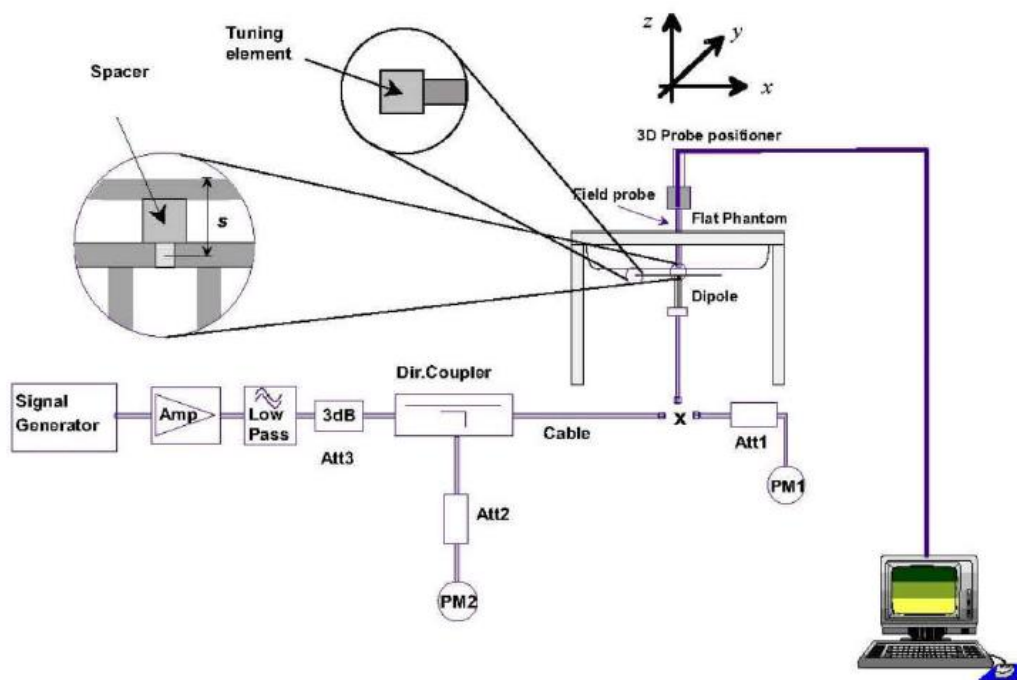 Tuning
element
Spacer
s
z
y
x
3D Probe positioner
Field probe
Flat Phantom
Dipole
Dir.Coupler
Signal
Generator
Amp
Low
Pass
3dB
Att3
Cable
x
Att1
PM1
Att2
PM2